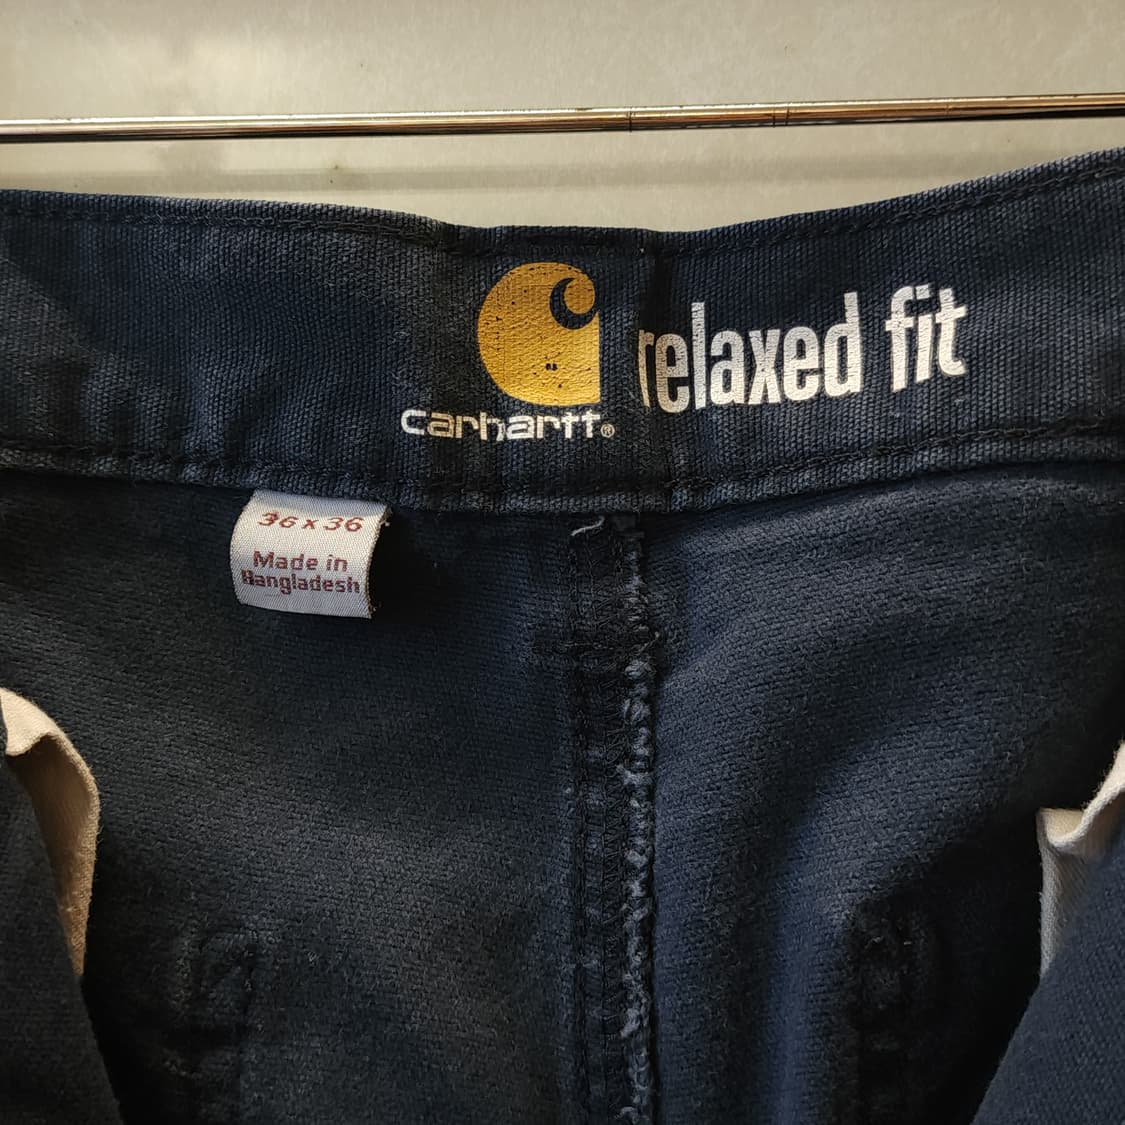 carhartt®
relaxed fit
36 x 36
Made in
Bangladesh